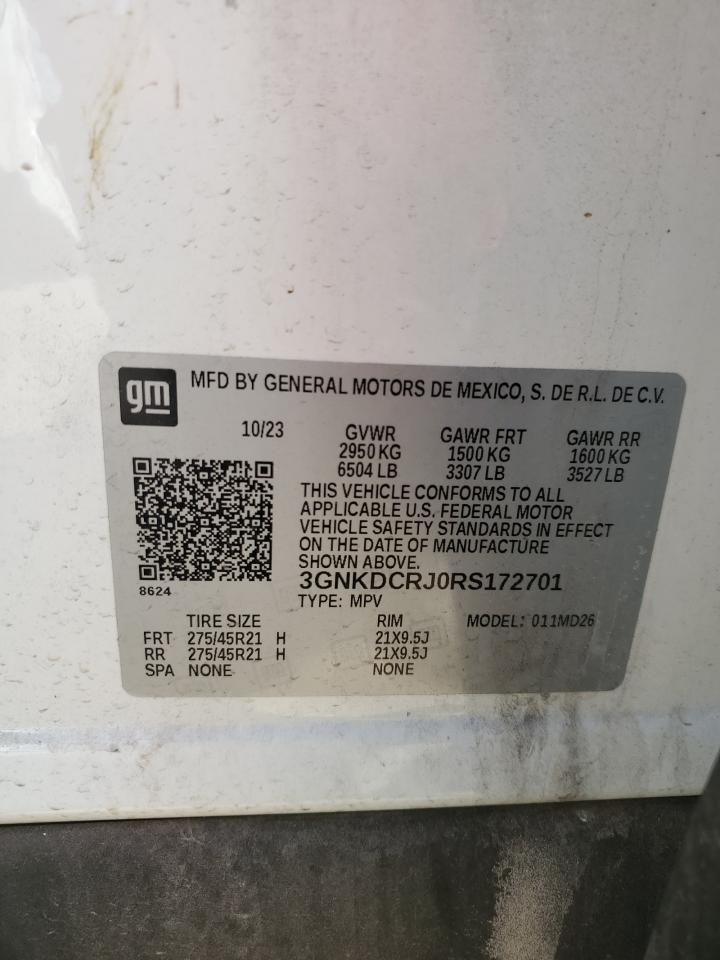 gm MFD BY GENERAL MOTORS DE MEXICO, S. DE R.L. DE C.V.
10/23 GVWR GAWR FRT GAWR RR
2950 KG 1500 KG 1600 KG
6504 LB 3307 LB 3527 LB
THIS VEHICLE CONFORMS TO ALL
APPLICABLE U.S. FEDERAL MOTOR
VEHICLE SAFETY STANDARDS IN EFFECT
ON THE DATE OF MANUFACTURE
SHOWN ABOVE.
3GNKDCRJ0RS172701
8624
TYPE: MPV
TIRE SIZE RIM MODEL: 011MD26
FRT 275/45R21 H 21X9.5J
RR 275/45R21 H 21X9.5J
SPA NONE NONE